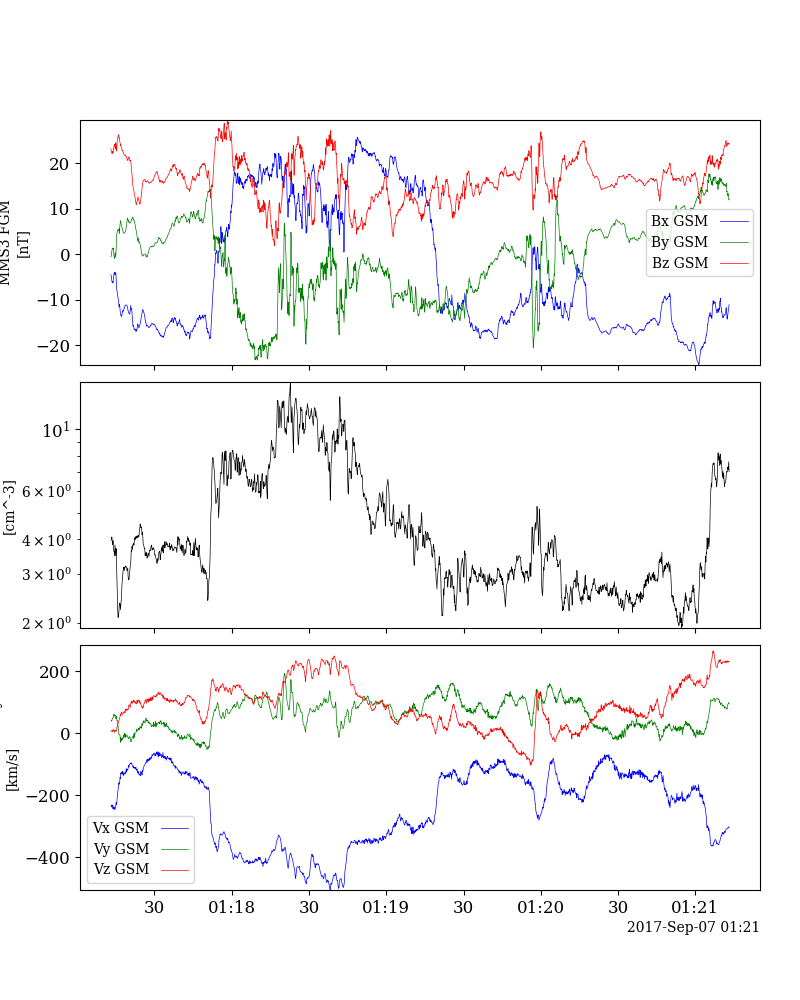 MMS3 FGM
[nT]
20
10
0
−10
−20
Bx GSM
By GSM
Bz GSM
[cm^-3]
10¹
6 × 10⁰
4 × 10⁰
3 × 10⁰
2 × 10⁰
[km/s]
200
0
−200
−400
Vx GSM
Vy GSM
Vz GSM
30 01:18 30 01:19 30 01:20 30 01:21
2017-Sep-07 01:21